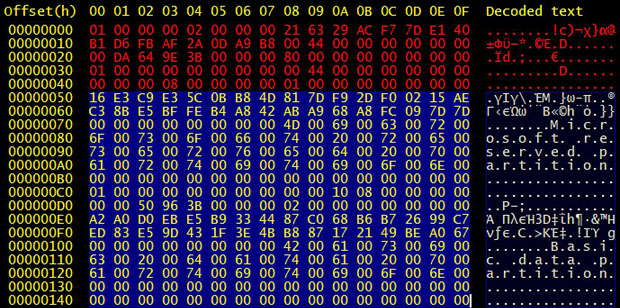 Offset(h) 00 01 02 03 04 05 06 07 08 09 0A 0B 0C 0D 0E 0F Decoded text
00000000 01 00 00 00 00 00 00 00 21 63 29 AC F7 7D E1 40 ........!c)¬χ}α@
00000010 B1 D6 FB AF 2A 0D A9 B8 00 44 00 00 00 00 00 00 ±Φϋ―*.©Έ.D......
00000020 00 DA 64 9E 3B 00 00 00 80 00 00 00 00 00 00 00 .Ϊd.;...€.......
00000030 01 00 00 00 00 00 00 00 00 44 00 00 00 00 00 00 .........D......
00000040 00 00 00 08 00 00 00 00 00 00 00 01 00 00 00 00 ................
00000050 16 E3 C9 E3 5C 0B B8 4D 81 7D F9 2D F0 02 15 AE .γΙγ\.ΈM.}ω-π..®
00000060 C3 8B E5 BF FE B4 A8 42 AB A9 68 A8 FC 09 7D 7D Γ‹εΏώ΄¨B«©h¨ό.}}
00000070 00 00 00 00 00 00 00 00 4D 00 69 00 63 00 72 00 ........M.i.c.r.
00000080 6F 00 73 00 6F 00 66 00 74 00 20 00 72 00 65 00 o.s.o.f.t. .r.e.
00000090 73 00 65 00 72 00 76 00 65 00 64 00 20 00 70 00 s.e.r.v.e.d. .p.
000000A0 61 00 72 00 74 00 69 00 74 00 69 00 6F 00 6E 00 a.r.t.i.t.i.o.n.
000000B0 00 00 00 00 00 00 00 00 00 00 00 00 00 00 00 00 ................
000000C0 01 00 00 00 00 00 00 00 00 00 10 08 00 00 00 00 ................
000000D0 00 00 50 96 3B 00 00 02 00 00 00 00 00 00 00 00 ..P–;...........
000000E0 A2 A0 D0 EB E5 B9 33 44 87 C0 68 B6 B7 26 99 C7 Ά Πλε Ή3D‡ΐh¶·&™Η
000000F0 ED 83 E5 9D 43 1F 3E 4B B8 87 17 21 49 BE A0 67 νƒε.C.>KΈ‡.!IΎ g
00000100 00 00 00 00 00 00 00 00 42 00 61 00 73 00 69 00 ........B.a.s.i.
00000110 63 00 20 00 64 00 61 00 74 00 61 00 20 00 70 00 c. .d.a.t.a. .p.
00000120 61 00 72 00 74 00 69 00 74 00 69 00 6F 00 6E 00 a.r.t.i.t.i.o.n.
00000130 00 00 00 00 00 00 00 00 00 00 00 00 00 00 00 00 ................
00000140 00 00 00 00 00 00 00 00 00 00 00 00 00 00 00 00 ................